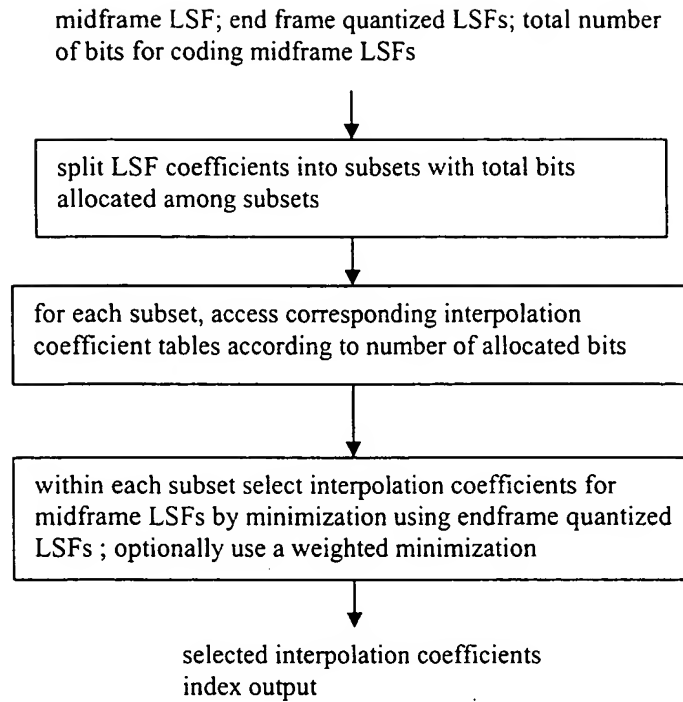 midframe LSF; end frame quantized LSFs; total number
of bits for coding midframe LSFs
split LSF coefficients into subsets with total bits
allocated among subsets
for each subset, access corresponding interpolation
coefficient tables according to number of allocated bits
within each subset select interpolation coefficients for
midframe LSFs by minimization using endframe quantized
LSFs ; optionally use a weighted minimization
selected interpolation coefficients
index output